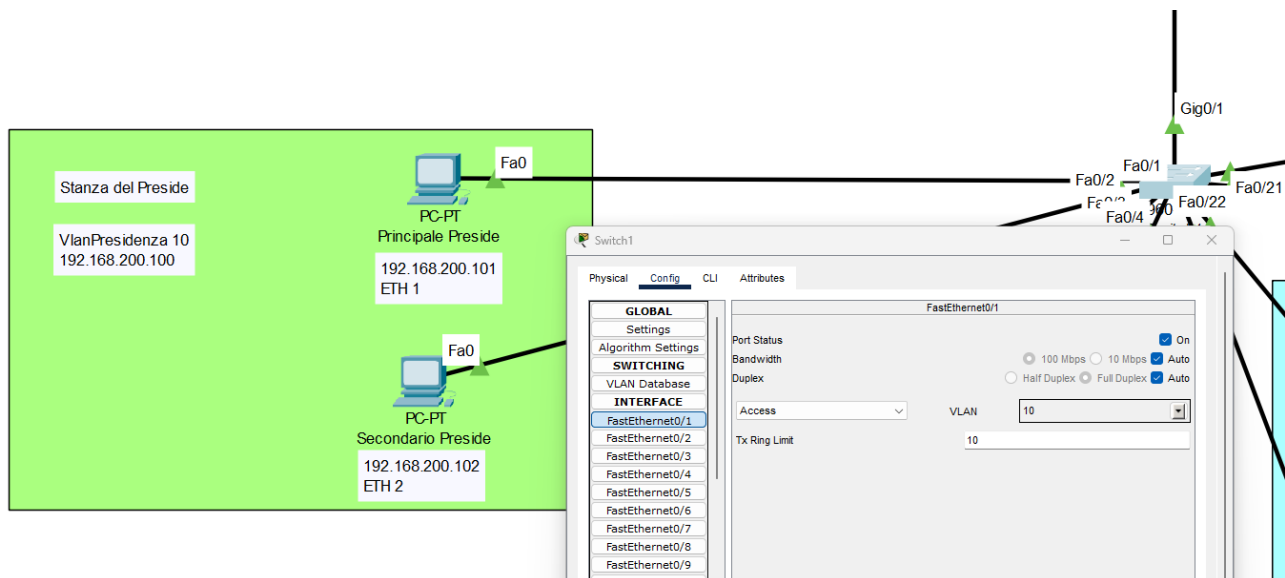 Gig0/1
Stanza del Preside
VlanPresidenza 10
192.168.200.100
Fa0
PC-PT
Principale Preside
192.168.200.101
ETH 1
Fa0
PC-PT
Secondario Preside
192.168.200.102
ETH 2
Fa0/1
Fa0/2
Fa0/21
Fa0/22
Fa0/4
Switch1
Physical
Config
CLI
Attributes
GLOBAL
Settings
Algorithm Settings
SWITCHING
VLAN Database
INTERFACE
FastEthernet0/1
FastEthernet0/2
FastEthernet0/3
FastEthernet0/4
FastEthernet0/5
FastEthernet0/6
FastEthernet0/7
FastEthernet0/8
FastEthernet0/9
FastEthernet0/1
Port Status
On
Bandwidth
100 Mbps
10 Mbps
Auto
Duplex
Half Duplex
Full Duplex
Auto
Access
VLAN
10
Tx Ring Limit
10